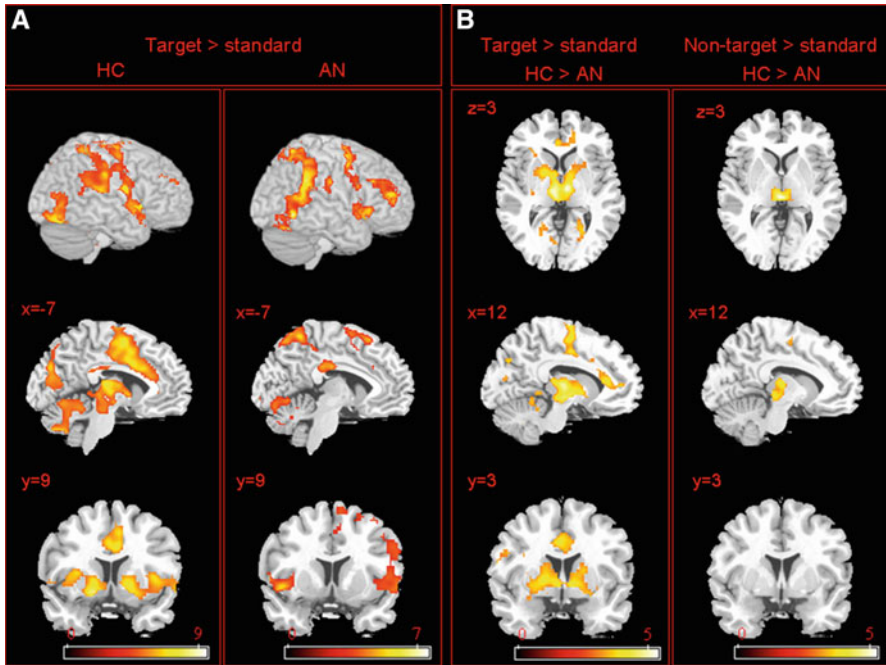 A
Target > standard
HC
AN
x=-7
x=-7
y=9
y=9
0 9
0 7
B
Target > standard
HC > AN
Non-target > standard
HC > AN
z=3
z=3
x=12
x=12
y=3
y=3
0 5
0 5